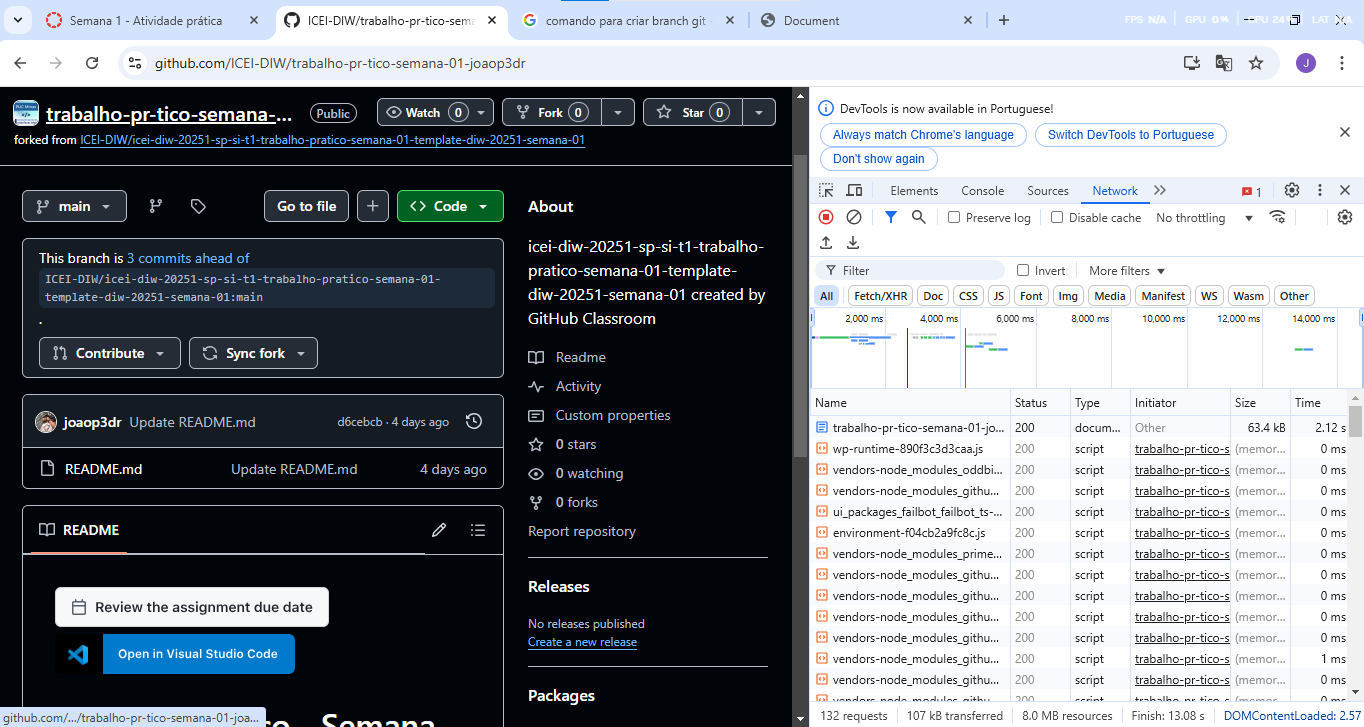 Semana 1 - Atividade prática
ICEI-DIW/trabalho-pr-tico-sema
comando para criar branch git
Document
FPS N/A GPU 0% CPU 24 LAT N/A
github.com/ICEI-DIW/trabalho-pr-tico-semana-01-joaop3dr
J
trabalho-pr-tico-semana-... Public
Watch 0
Fork 0
Star 0
forked from ICEI-DIW/icei-diw-20251-sp-si-t1-trabalho-pratico-semana-01-template-diw-20251-semana-01
main
Go to file
Code
This branch is 3 commits ahead of
ICEI-DIW/icei-diw-20251-sp-si-t1-trabalho-pratico-semana-01-
template-diw-20251-semana-01:main
.
Contribute
Sync fork
joaop3dr Update README.md d6cebcb · 4 days ago
README.md Update README.md 4 days ago
README
Review the assignment due date
Open in Visual Studio Code
Semana
github.com/.../trabalho-pr-tico-semana-01-joa...
About
icei-diw-20251-sp-si-t1-trabalho-
pratico-semana-01-template-
diw-20251-semana-01 created by
GitHub Classroom
Readme
Activity
Custom properties
0 stars
0 watching
0 forks
Report repository
Releases
No releases published
Create a new release
Packages
DevTools is now available in Portuguese!
Always match Chrome's language
Switch DevTools to Portuguese
Don't show again
Elements Console Sources Network 1
Preserve log Disable cache No throttling
Filter Invert More filters
All Fetch/XHR Doc CSS JS Font Img Media Manifest WS Wasm Other
2,000 ms 4,000 ms 6,000 ms 8,000 ms 10,000 ms 12,000 ms 14,000 ms
Name Status Type Initiator Size Time
trabalho-pr-tico-semana-01-jo... 200 docum... Other 63.4 kB 2.12 s
wp-runtime-890f3c3d3caa.js 200 script trabalho-pr-tico-s (memor... 0 ms
vendors-node_modules_oddbi... 200 script trabalho-pr-tico-s (memor... 0 ms
vendors-node_modules_githu... 200 script trabalho-pr-tico-s (memor... 0 ms
ui_packages_failbot_failbot_ts-... 200 script trabalho-pr-tico-s (memor... 0 ms
environment-f04cb2a9fc8c.js 200 script trabalho-pr-tico-s (memor... 0 ms
vendors-node_modules_prime... 200 script trabalho-pr-tico-s (memor... 0 ms
vendors-node_modules_githu... 200 script trabalho-pr-tico-s (memor... 0 ms
vendors-node_modules_githu... 200 script trabalho-pr-tico-s (memor... 0 ms
vendors-node_modules_githu... 200 script trabalho-pr-tico-s (memor... 0 ms
vendors-node_modules_githu... 200 script trabalho-pr-tico-s (memor... 0 ms
vendors-node_modules_githu... 200 script trabalho-pr-tico-s (memor... 1 ms
vendors-node_modules_githu... 200 script trabalho-pr-tico-s (memor... 0 ms
vendors-node_modules_githu... 200 script trabalho-pr-tico-s (memor... 0 ms
132 requests 107 kB transferred 8.0 MB resources Finish: 13.08 s DOMContentLoaded: 2.57